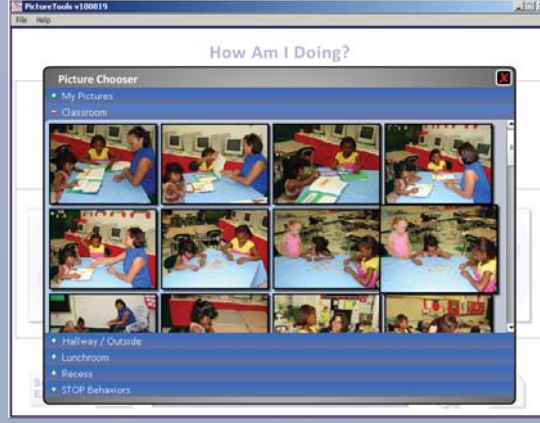 PictureTools v100819
File Help
How Am I Doing?
Picture Chooser
X
+ My Pictures
- Classroom
+ Hallway / Outside
+ Lunchroom
+ Recess
+ STOP Behaviors